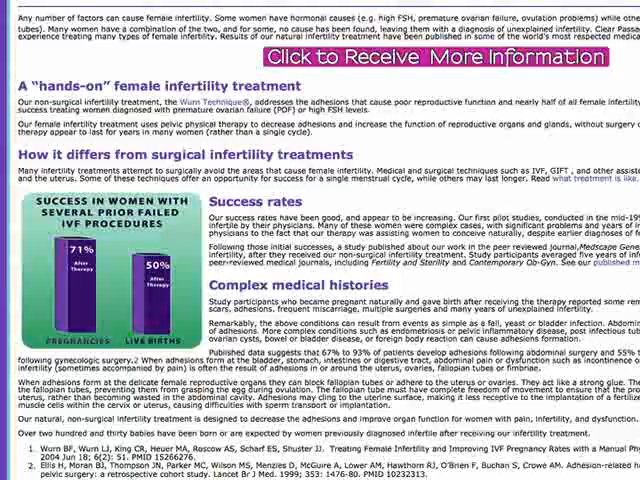 Any number of factors can cause female infertility. Some women have hormonal causes (e.g. high FSH, premature ovarian failure, ovulation problems) while othe
tubes). Many women have a combination of the two, and for some, no cause has been found, leaving them with a diagnosis of unexplained infertility. Clear Passa
experience treating many types of female infertility. Results of our natural infertility treatment have been published in some of the world's most respected medica
Click to Receive More Information
A “hands-on” female infertility treatment
Our non-surgical infertility treatment, the Wurn Technique®, addresses the adhesions that cause poor reproductive function and nearly half of all female infertility
success treating women diagnosed with premature ovarian failure (POF) or high FSH levels.
Our female infertility treatment uses pelvic physical therapy to decrease adhesions and increase the function of reproductive organs and glands, without surgery o
therapy appear to last for years in many women (rather than a single cycle).
How it differs from surgical infertility treatments
Many infertility treatments attempt to surgically avoid the areas that cause female infertility. Medical and surgical techniques such as IVF, GIFT , and other assiste
and the uterus. Some of these techniques offer an opportunity for success for a single menstrual cycle, while others may last longer. Read what treatment is like.
SUCCESS IN WOMEN WITH
SEVERAL PRIOR FAILED
IVF PROCEDURES
71%
After
Therapy
50%
After
Therapy
PREGNANCIES LIVE BIRTHS
Success rates
Our success rates have been good, and appear to be increasing. Our first pilot studies, conducted in the mid-19
infertile by their physicians. Many of these women were complex cases, with significant problems and years of in
physicians to the fact that our therapy was assisting women to conceive naturally, despite earlier diagnoses of f
Following those initial successes, a study published about our work in the peer reviewed journal,Medscape Gene
infertility, after they received our non-surgical infertility treatment. Study participants averaged five years of inf
peer-reviewed medical journals, including Fertility and Sterility and Contemporary Ob-Gyn. See our published m
Complex medical histories
Study participants who became pregnant naturally and gave birth after receiving the therapy reported some rem
scars, adhesions, frequent miscarriage, multiple surgeries and many years of unexplained infertility.
Remarkably, the above conditions can result from events as simple as a fall, yeast or bladder infection. Abdomin
of adhesions. More complex conditions such as endometriosis or pelvic inflammatory disease, post infectious tub
ovarian cysts, bowel or bladder disease, or foreign body reaction can cause adhesions formation.
Published data suggests that 67% to 93% of patients develop adhesions following abdominal surgery and 55% t
following gynecologic surgery.2 When adhesions form at the bladder, stomach, intestines or digestive tract, abdominal pain or dysfunction such as incontinence o
infertility (sometimes accompanied by pain) is often the result of adhesions in or around the uterus, ovaries, fallopian tubes or fimbriae.
When adhesions form at the delicate female reproductive organs they can block fallopian tubes or adhere to the uterus or ovaries. They act like a strong glue. The
the fallopian tubes, preventing them from grasping the egg during ovulation. The fallopian tube must have complete freedom of movement to ensure that the pro
uterus, rather than becoming wasted in the abdominal cavity. Adhesions may cling to the uterine surface, making it less receptive to the implantation of a fertilize
muscle cells within the cervix or uterus, causing difficulties with sperm transport or implantation.
Our natural, non-surgical infertility treatment is designed to decrease the adhesions and improve organ function for women with pain, infertility, and dysfunction.
Over two hundred and thirty babies have been born or are expected by women previously diagnosed infertile after receiving our infertility treatment.
1. Wurn BF, Wurn LJ, King CR, Heuer MA, Roscow AS, Scharf ES, Shuster JJ. Treating Female Infertility and Improving IVF Pregnancy Rates with a Manual P
2004 Jun 18; 6(2): 51. PMID 15266276.
2. Ellis H, Moran BJ, Thompson JN, Parker MC, Wilson MS, Menzies D, McGuire A, Lower AM, Hawthorn RJ, O'Brien F, Buchan S, Crowe AM. Adhesion-related ho
pelvic surgery: a retrospective cohort study. Lancet Br J Med. 1999; 353: 1476-80. PMID 10232313.